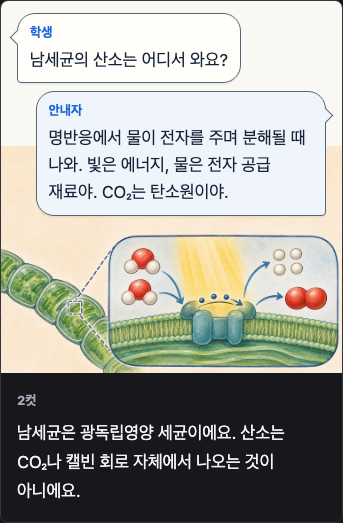 학생
남세균의 산소는 어디서 와요?
안내자
명반응에서 물이 전자를 주며 분해될 때
나와. 빛은 에너지, 물은 전자 공급
재료야. CO₂는 탄소원이야.
2컷
남세균은 광독립영양 세균이에요. 산소는
CO₂나 캘빈 회로 자체에서 나오는 것이
아니에요.